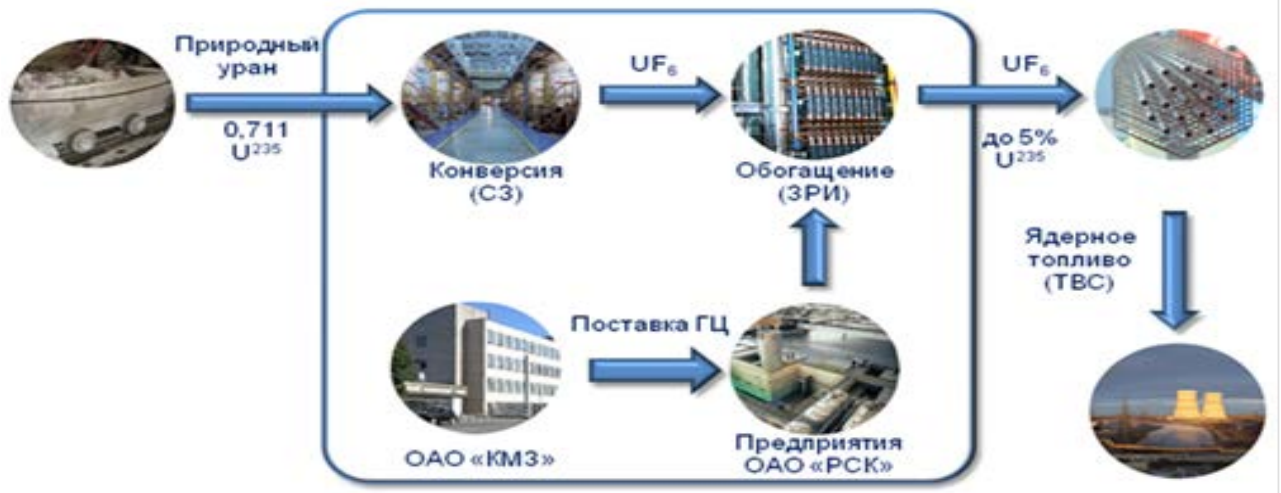 Природный
уран
0,711
U²³⁵
UF₆
UF₆
до 5%
U²³⁵
Конверсия
(СЗ)
Обогащение
(ЗРИ)
Ядерное
топливо
(ТВС)
Поставка ГЦ
ОАО «КМЗ»
Предприятия
ОАО «РСК»